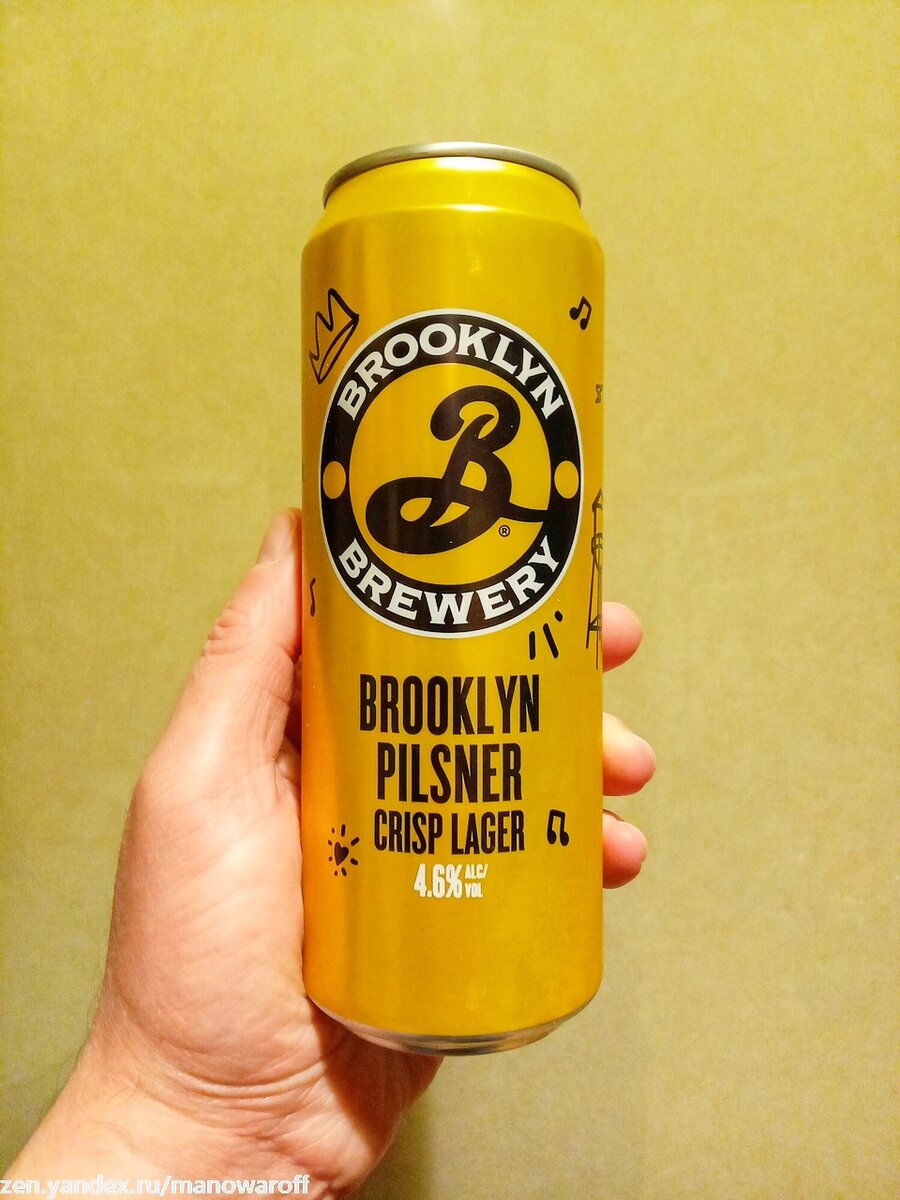 BROOKLYN
B®
BREWERY
BROOKLYN
PILSNER
CRISP LAGER
4.6% ALC/
VOL
zen.yandex.ru/manowaroff